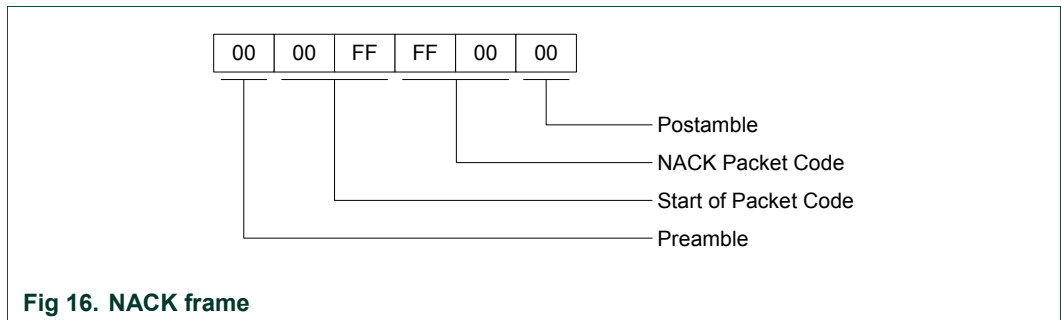 00 00 FF FF 00 00
Postamble
NACK Packet Code
Start of Packet Code
Preamble
Fig 16. NACK frame